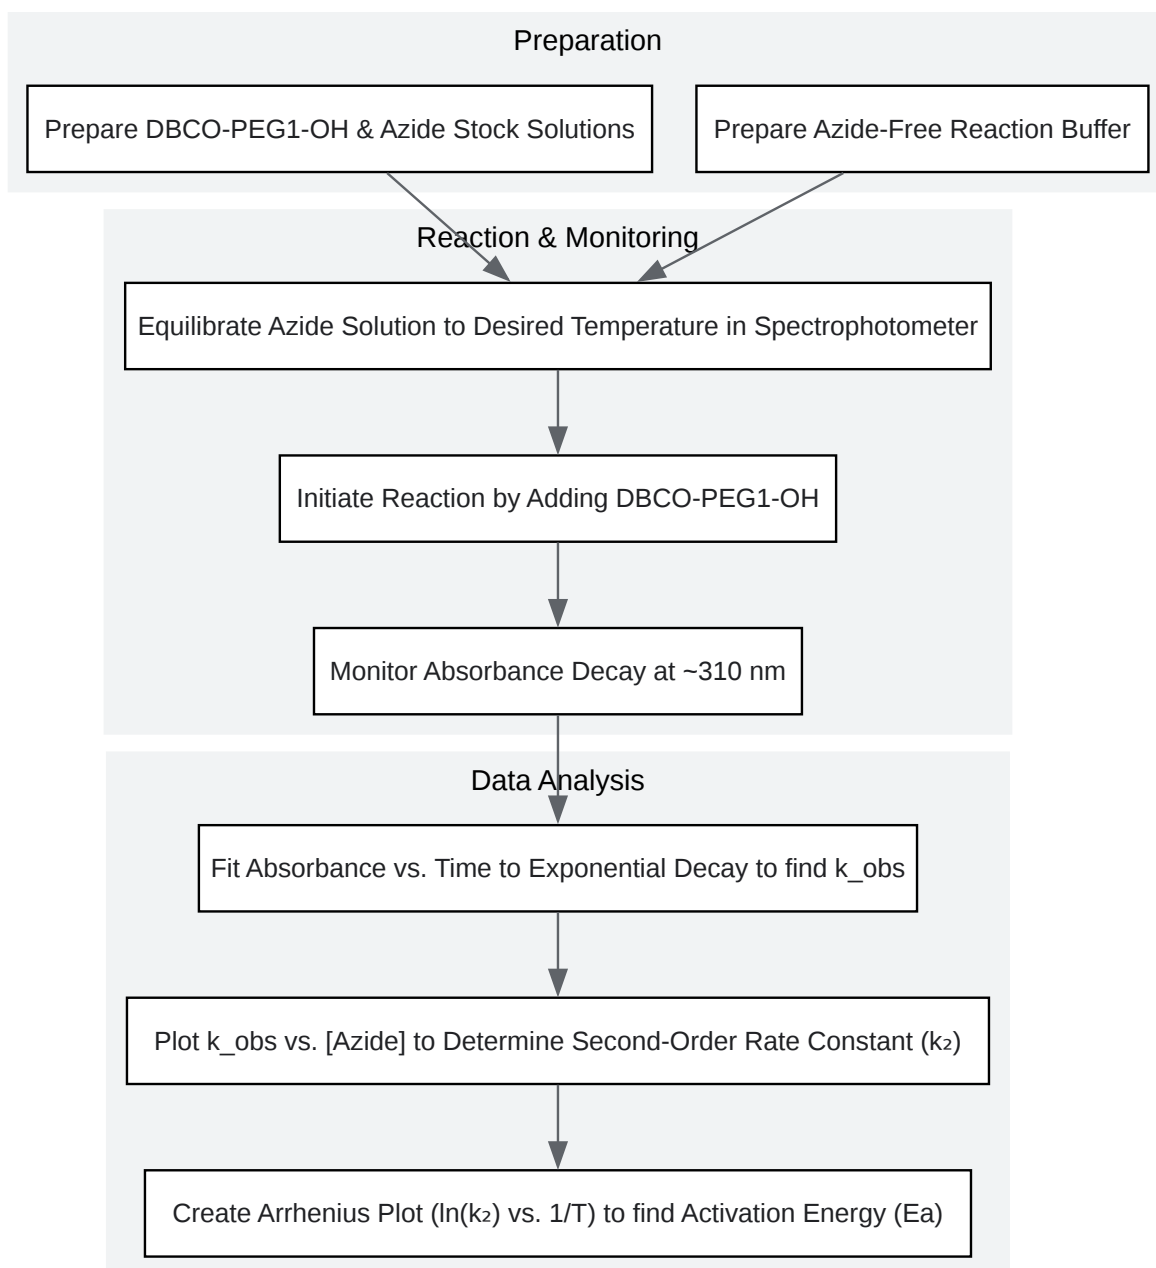 Preparation
Prepare DBCO-PEG1-OH & Azide Stock Solutions
Prepare Azide-Free Reaction Buffer
Reaction & Monitoring
Equilibrate Azide Solution to Desired Temperature in Spectrophotometer
Initiate Reaction by Adding DBCO-PEG1-OH
Monitor Absorbance Decay at ~310 nm
Data Analysis
Fit Absorbance vs. Time to Exponential Decay to find k_obs
Plot k_obs vs. [Azide] to Determine Second-Order Rate Constant (k₂)
Create Arrhenius Plot (ln(k₂) vs. 1/T) to find Activation Energy (Ea)